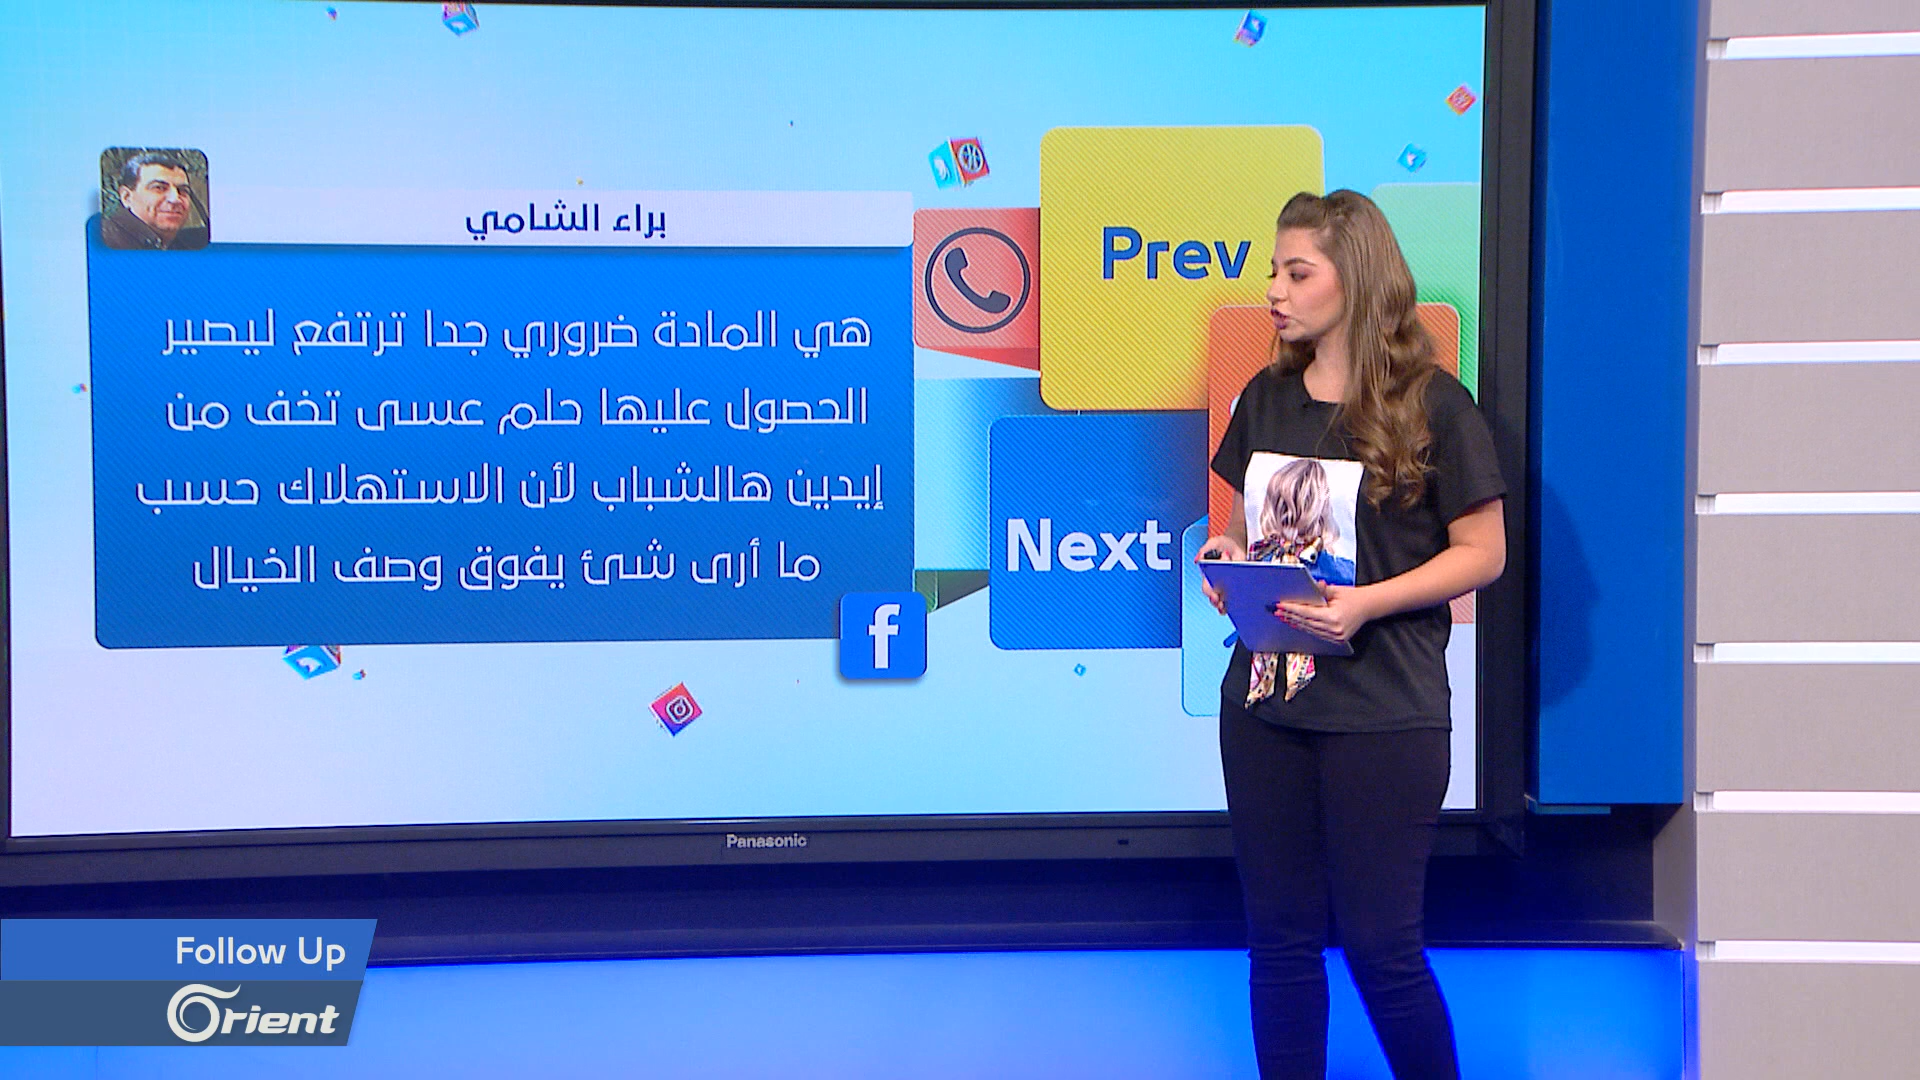 براء الشامي
هي المادة ضروري جدا ترتفع ليصير
الحصول عليها حلم عسى تخف من
إيدين هالشباب لأن الاستهلاك حسب
ما أرى شئ يفوق وصف الخيال
f
Prev
Next
Panasonic
Follow Up
Orient